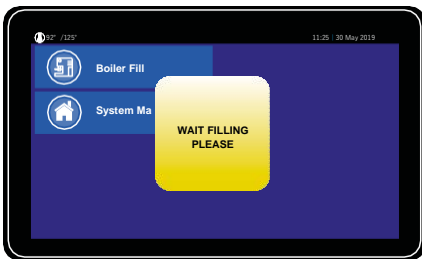 92° /125°
11:25 | 30 May 2019
Boiler Fill
System Ma
WAIT FILLING
PLEASE